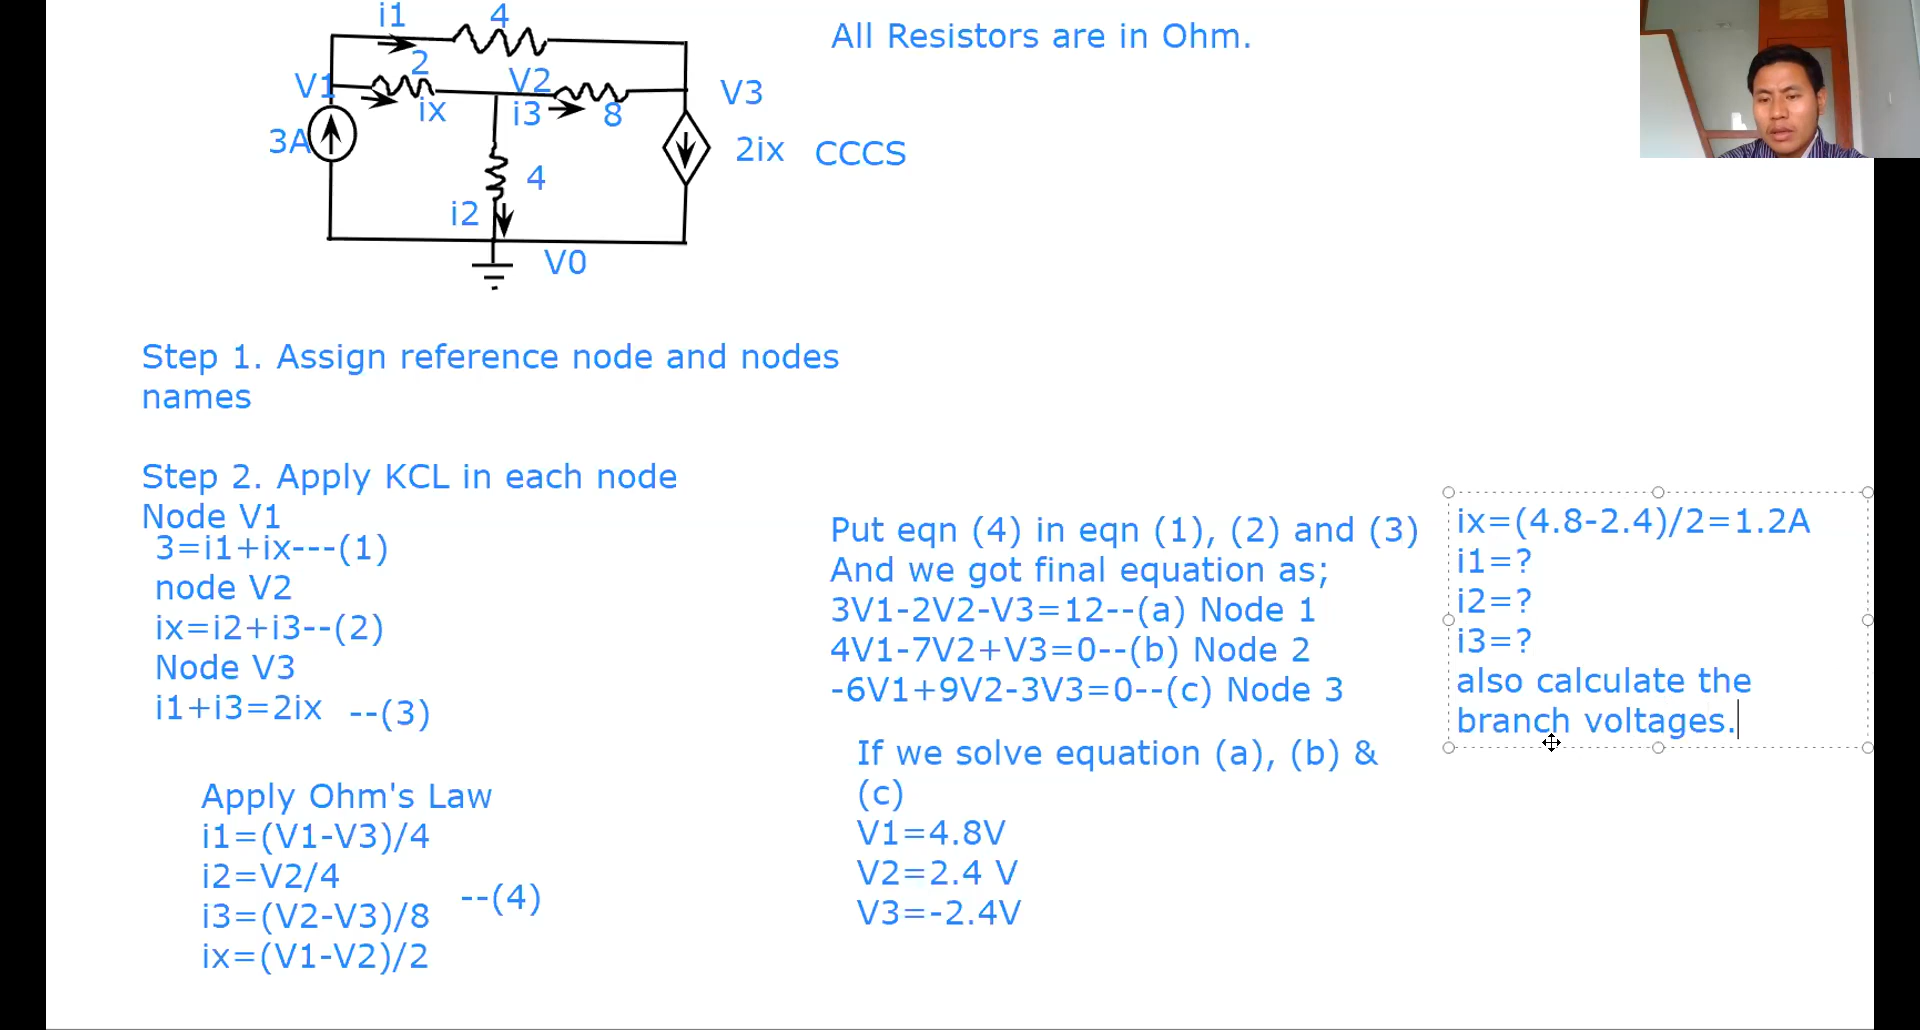 i1 4
All Resistors are in Ohm.
2
V1 V2 V3
ix i3 8
3A 2ix CCCS
4
i2
V0
Step 1. Assign reference node and nodes
names
Step 2. Apply KCL in each node
Node V1
3=i1+ix---(1)
node V2
ix=i2+i3--(2)
Node V3
i1+i3=2ix --(3)
Apply Ohm's Law
i1=(V1-V3)/4
i2=V2/4
i3=(V2-V3)/8 --(4)
ix=(V1-V2)/2
Put eqn (4) in eqn (1), (2) and (3)
And we got final equation as;
3V1-2V2-V3=12--(a) Node 1
4V1-7V2+V3=0--(b) Node 2
-6V1+9V2-3V3=0--(c) Node 3
If we solve equation (a), (b) &
(c)
V1=4.8V
V2=2.4 V
V3=-2.4V
ix=(4.8-2.4)/2=1.2A
i1=?
i2=?
i3=?
also calculate the
branch voltages.